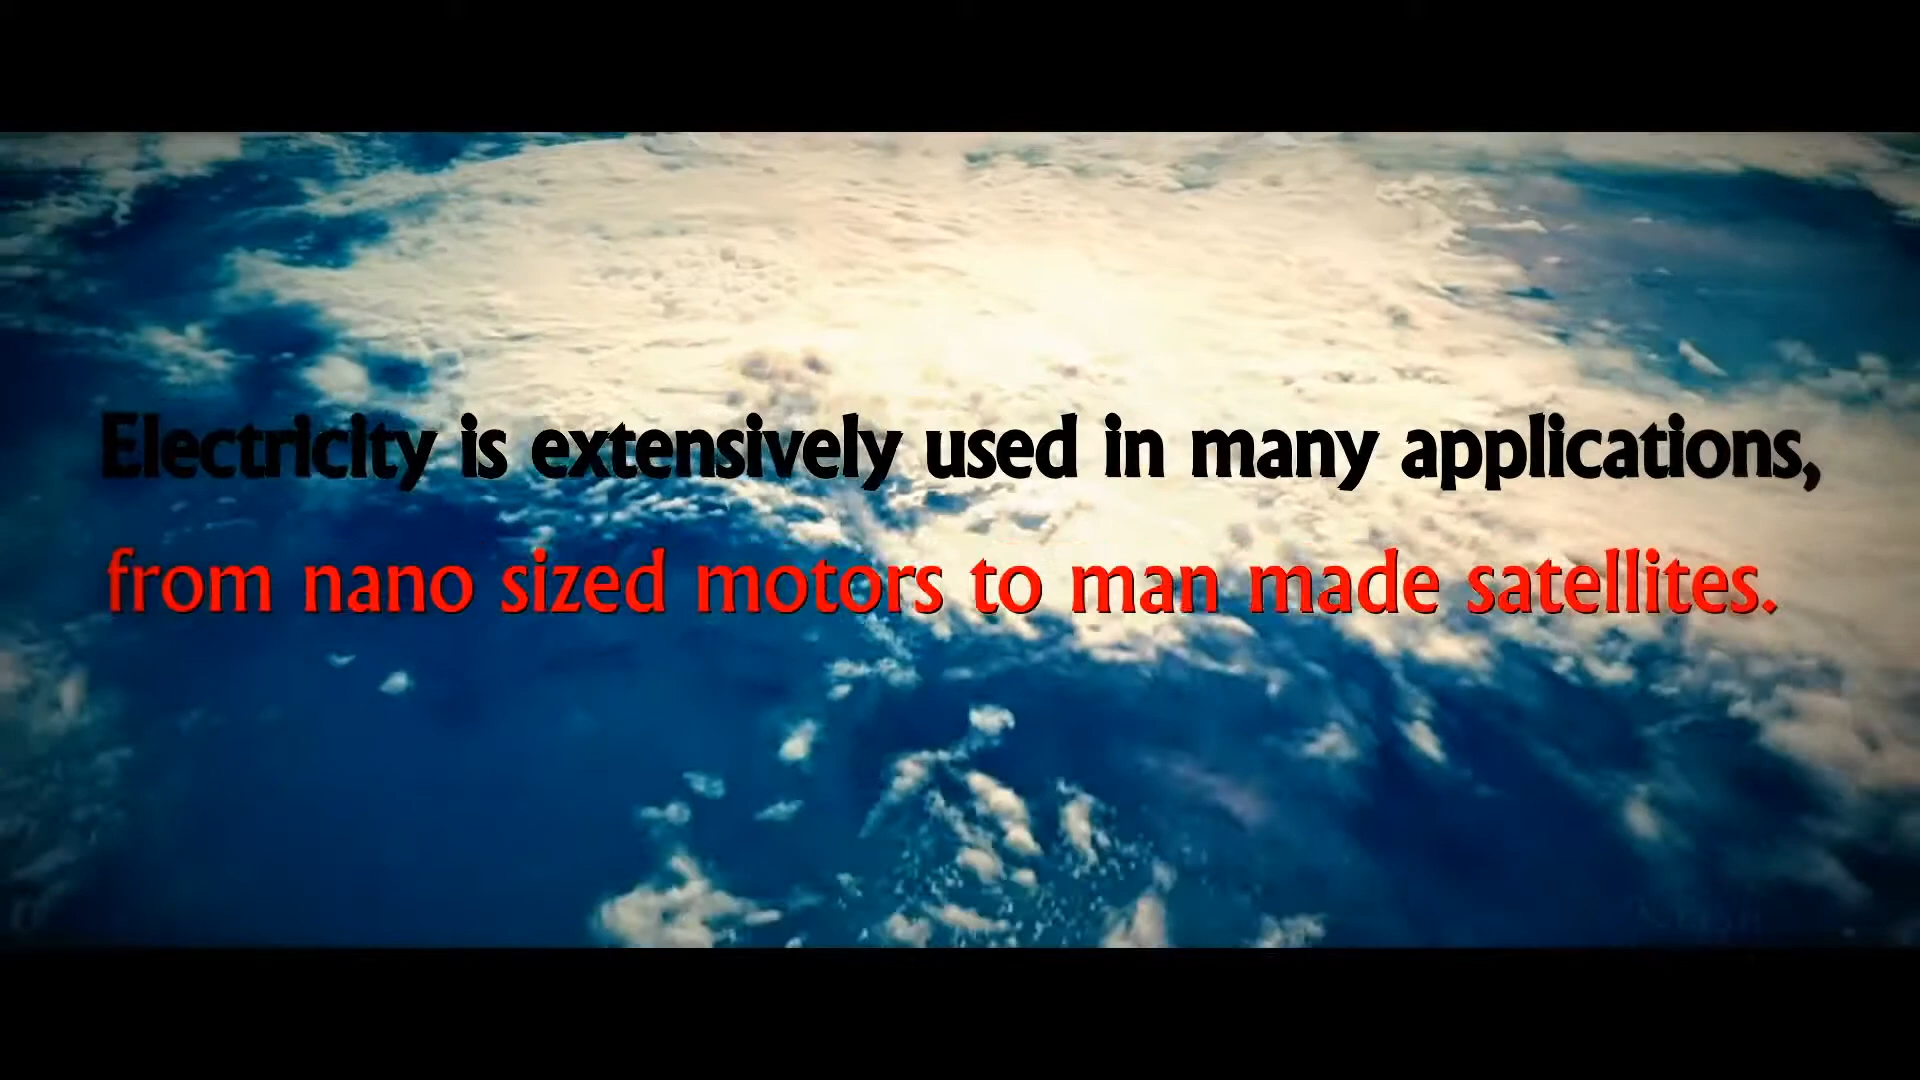 Electricity is extensively used in many applications,
from nano sized motors to man made satellites.